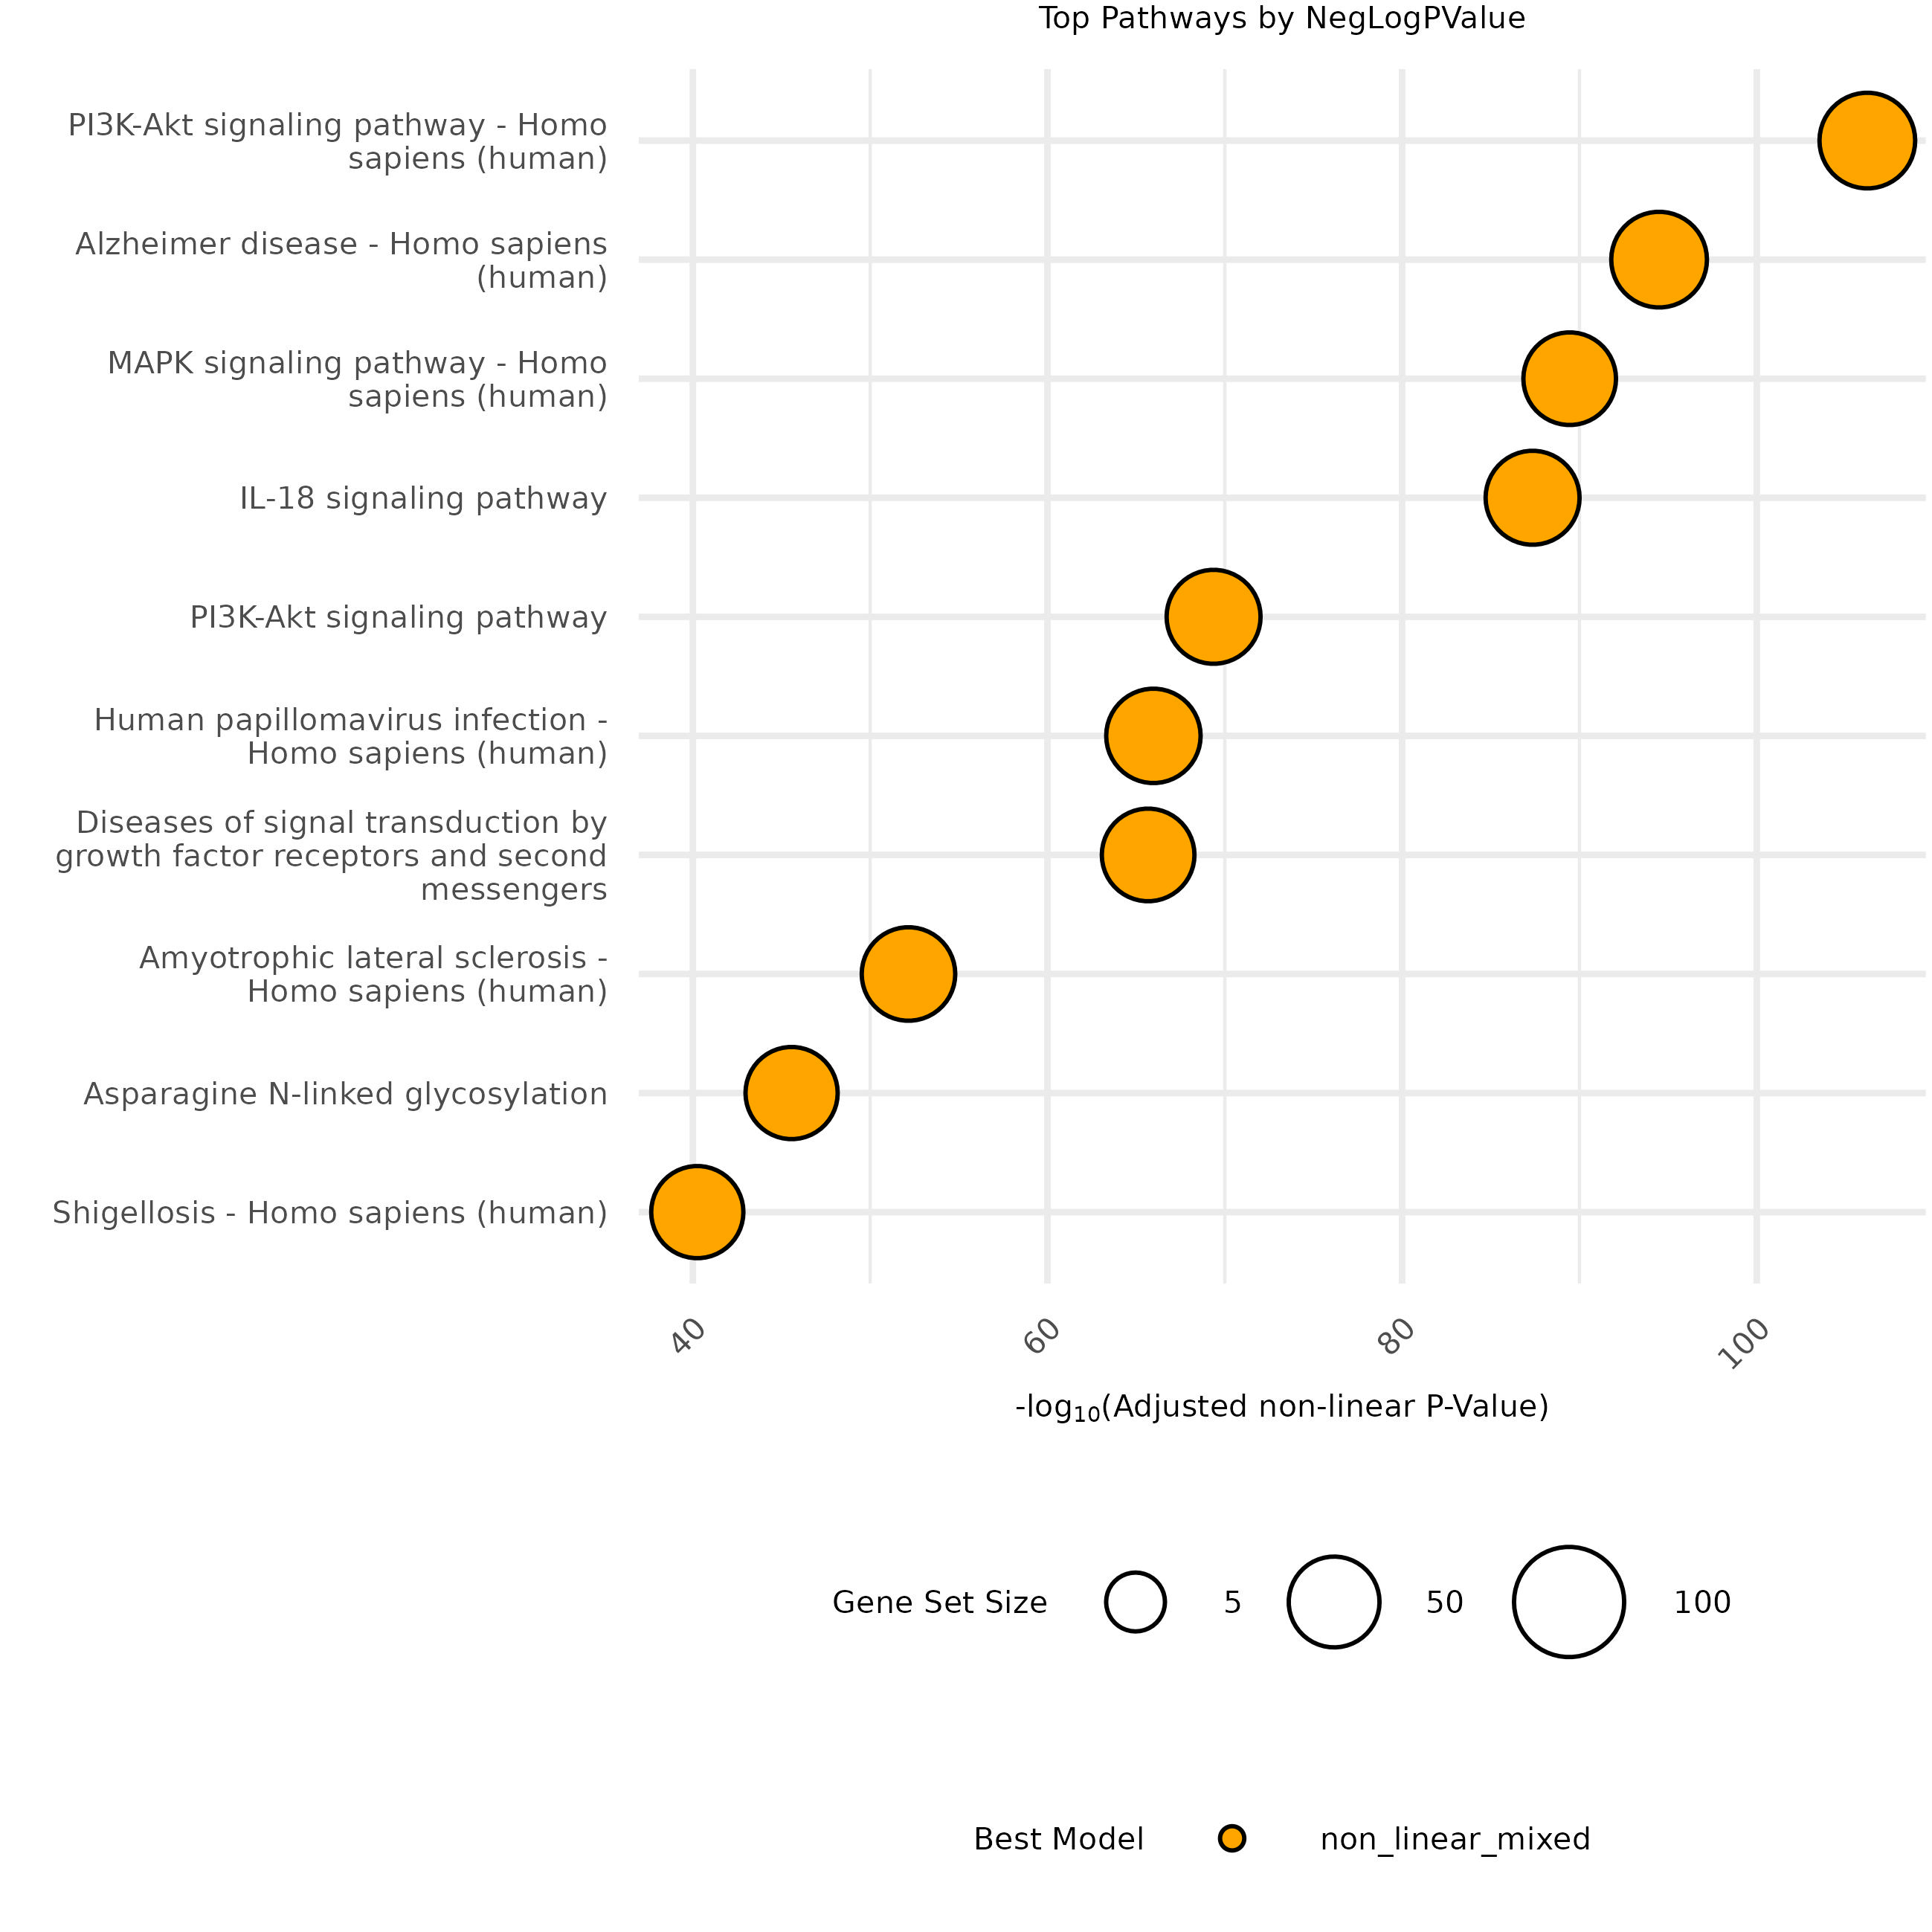 Top Pathways by NegLogPValue
PI3K-Akt signaling pathway - Homo
sapiens (human)
Alzheimer disease - Homo sapiens
(human)
MAPK signaling pathway - Homo
sapiens (human)
IL-18 signaling pathway
PI3K-Akt signaling pathway
Human papillomavirus infection -
Homo sapiens (human)
Diseases of signal transduction by
growth factor receptors and second
messengers
Amyotrophic lateral sclerosis -
Homo sapiens (human)
Asparagine N-linked glycosylation
Shigellosis - Homo sapiens (human)
40 60 80 100
-log₁₀(Adjusted non-linear P-Value)
Gene Set Size 5 50 100
Best Model non_linear_mixed